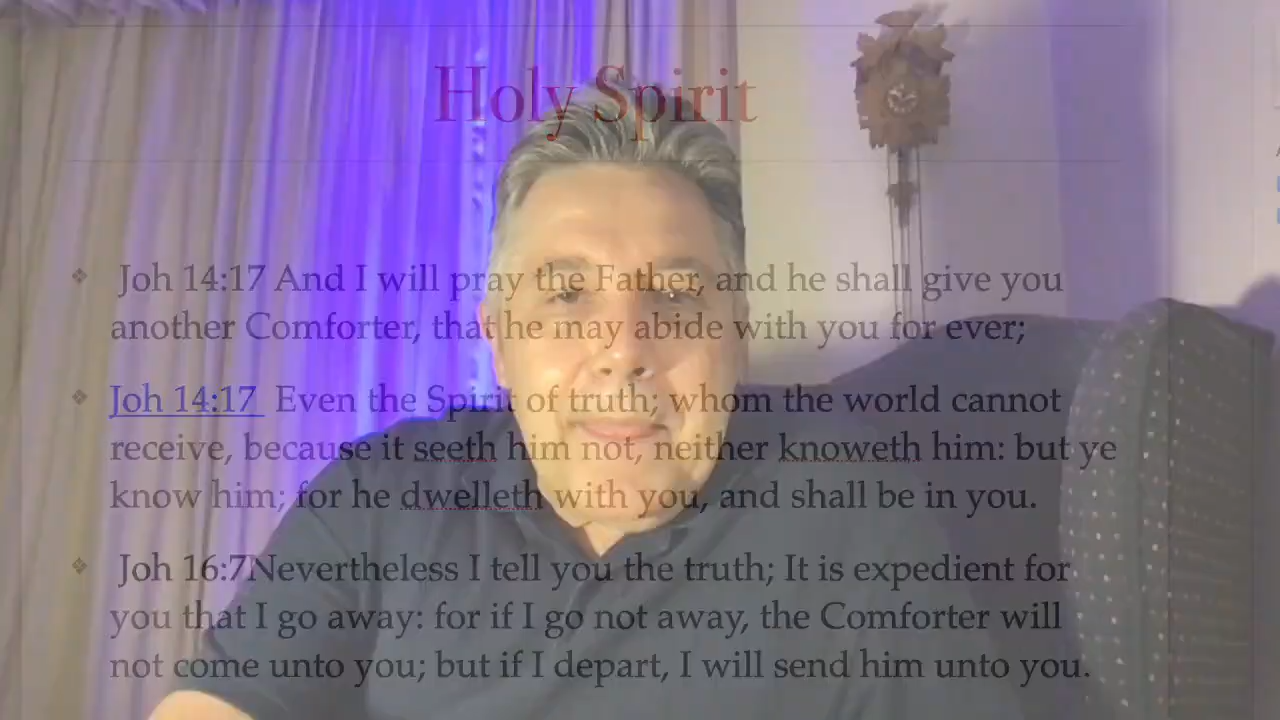 Holy Spirit
Joh 14:17 And I will pray the Father, and he shall give you
another Comforter, that he may abide with you for ever;
Joh 14:17 Even the Spirit of truth; whom the world cannot
receive, because it seeth him not, neither knoweth him: but ye
know him; for he dwelleth with you, and shall be in you.
Joh 16:7Nevertheless I tell you the truth; It is expedient for
you that I go away: for if I go not away, the Comforter will
not come unto you; but if I depart, I will send him unto you.